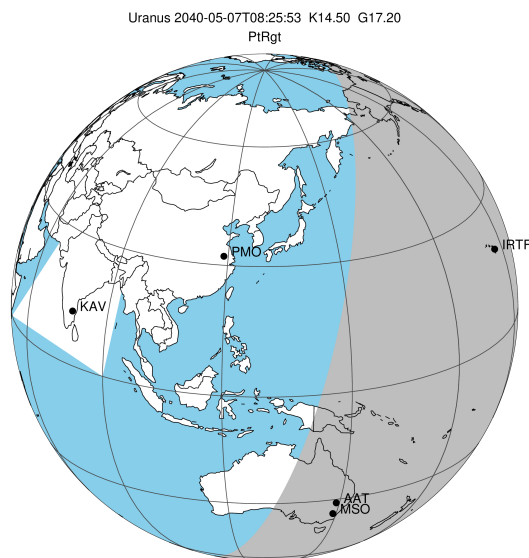 Uranus 2040-05-07T08:25:53 K14.50 G17.20
PtRgt
PMO
IRTF
KAV
AAT
MSO